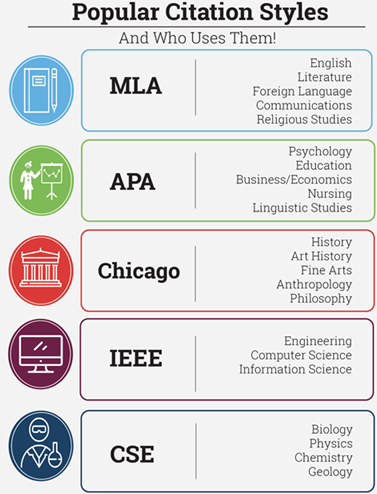 Popular Citation Styles
And Who Uses Them!
MLA
English
Literature
Foreign Language
Communications
Religious Studies
APA
Psychology
Education
Business/Economics
Nursing
Linguistic Studies
Chicago
History
Art History
Fine Arts
Anthropology
Philosophy
IEEE
Engineering
Computer Science
Information Science
CSE
Biology
Physics
Chemistry
Geology